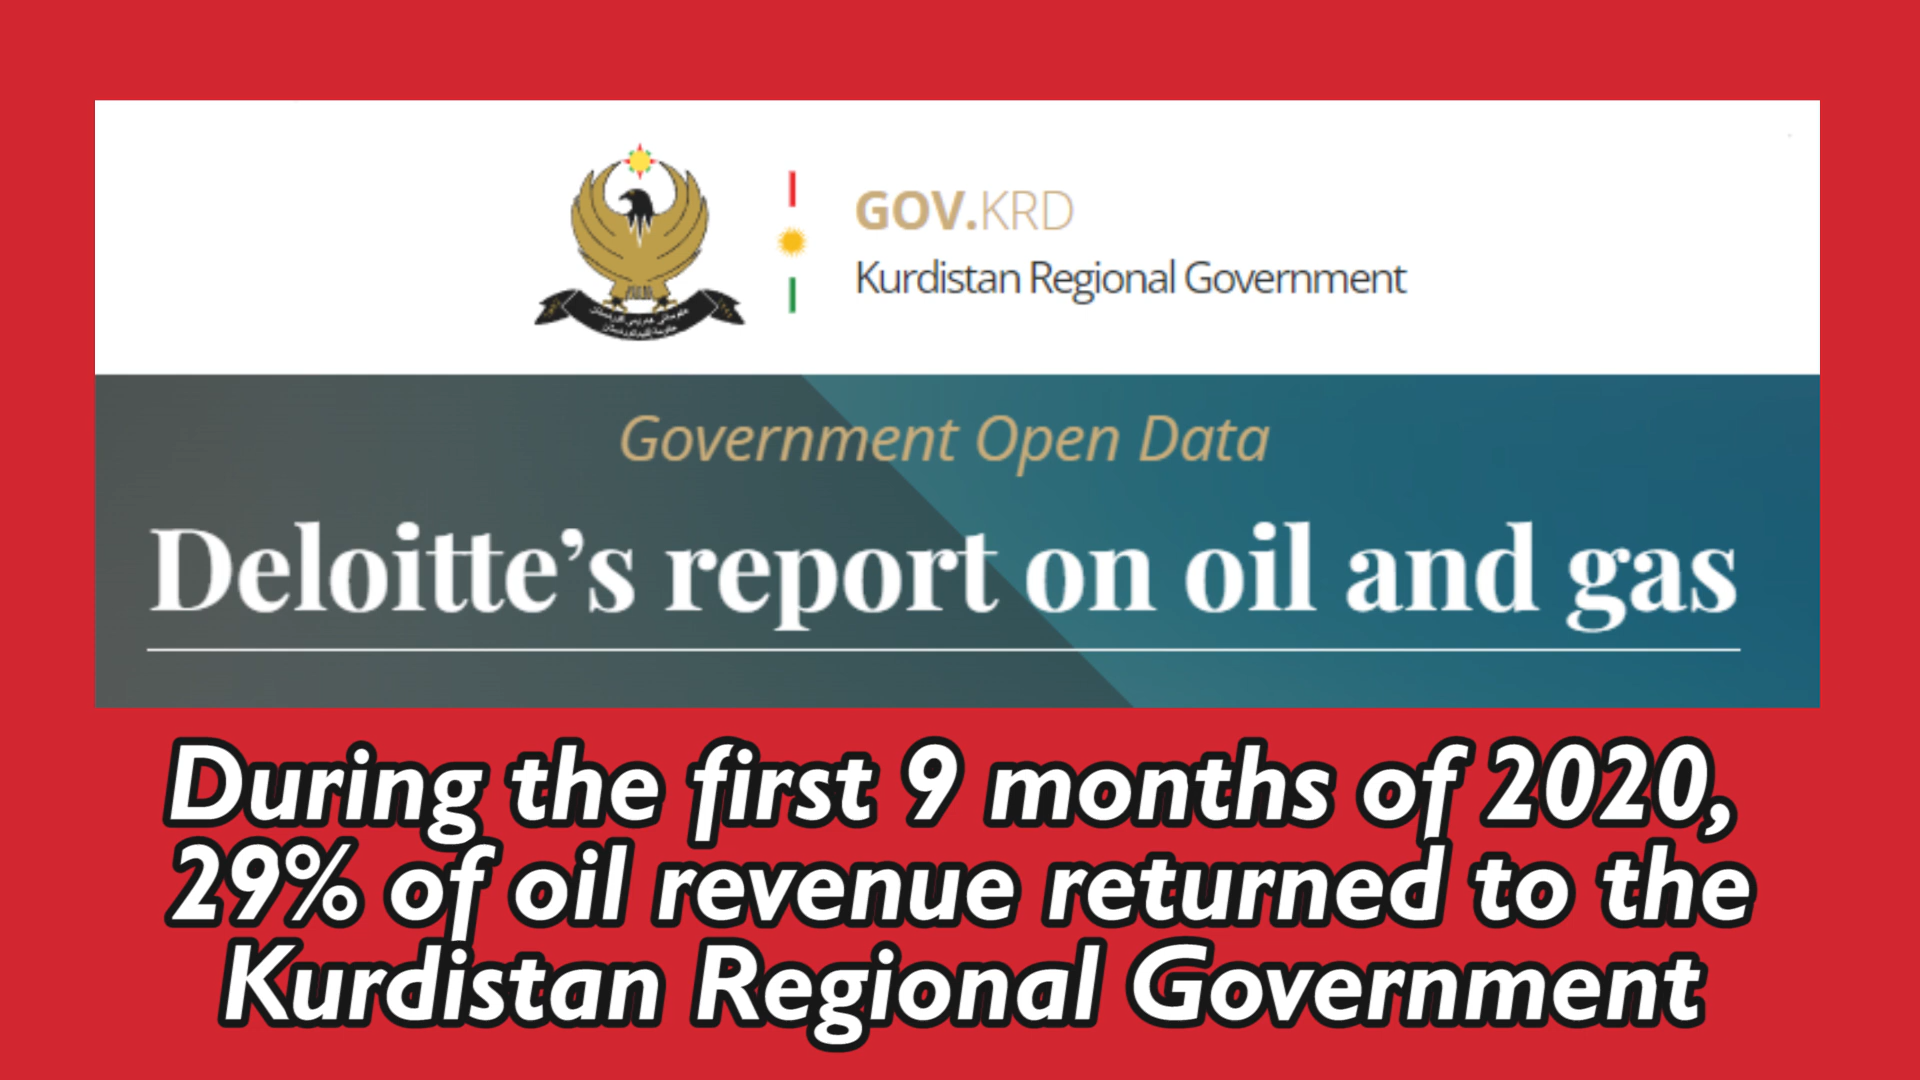 GOV.KRD
Kurdistan Regional Government
Government Open Data
Deloitte's report on oil and gas
During the first 9 months of 2020,
29% of oil revenue returned to the
Kurdistan Regional Government